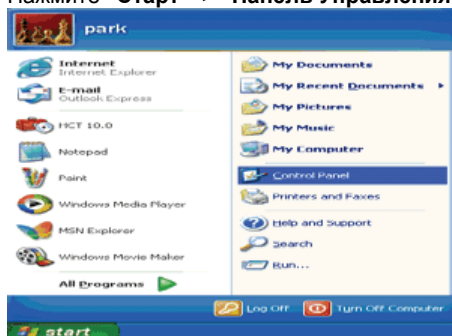 Нажмите "Старт" → "Панель Управления
park
Internet
Internet Explorer
E-mail
Outlook Express
HCT 10.0
Notepad
Paint
Windows Media Player
MSN Explorer
Windows Movie Maker
All Programs
My Documents
My Recent Documents
My Pictures
My Music
My Computer
Control Panel
Printers and Faxes
Help and Support
Search
Run...
Log Off
Turn Off Computer
start